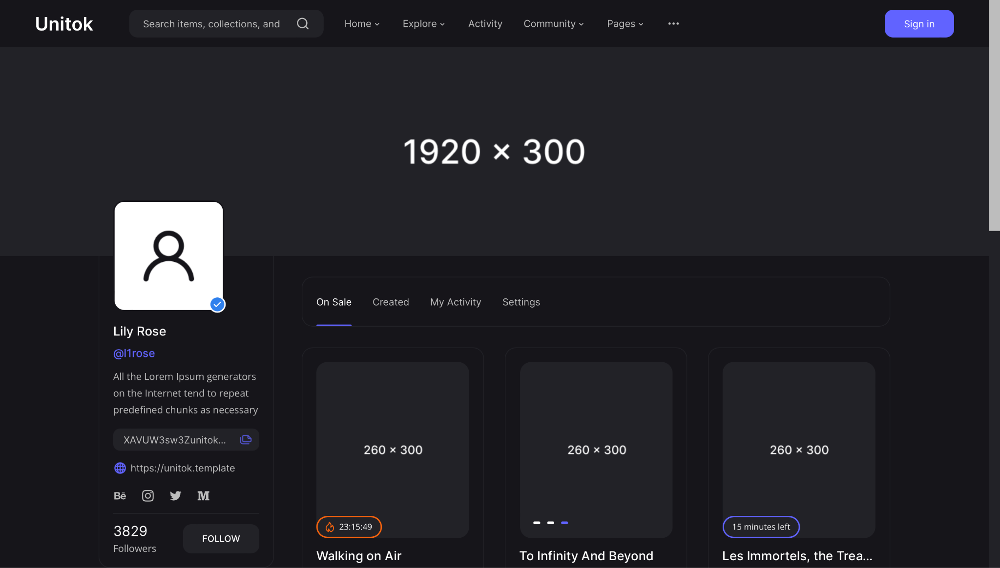 Unitok
Search items, collections, and
Home
Explore
Activity
Community
Pages
Sign in
1920 × 300
Lily Rose
@l1rose
All the Lorem Ipsum generators
on the Internet tend to repeat
predefined chunks as necessary
XAVUW3sw3Zunitok...
https://unitok.template
3829
Followers
FOLLOW
On Sale
Created
My Activity
Settings
260 × 300
23:15:49
Walking on Air
260 × 300
To Infinity And Beyond
260 × 300
15 minutes left
Les Immortels, the Trea...